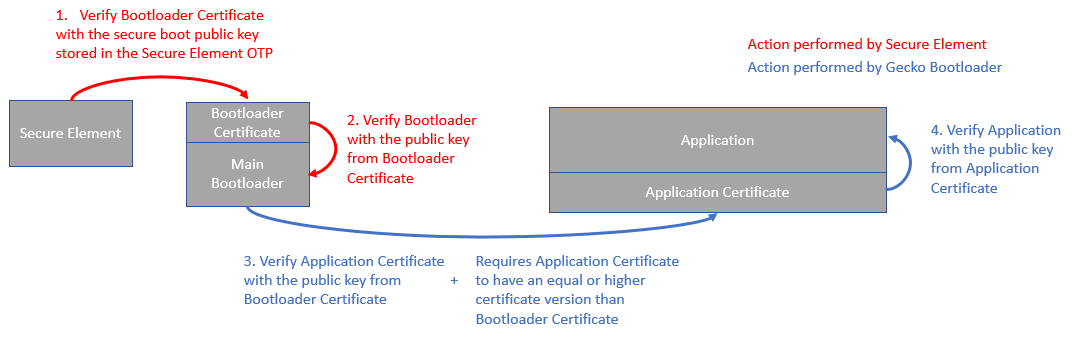 1. Verify Bootloader Certificate
with the secure boot public key
stored in the Secure Element OTP
Action performed by Secure Element
Action performed by Gecko Bootloader
Secure Element
Bootloader
Certificate
Main
Bootloader
2. Verify Bootloader
with the public key
from Bootloader
Certificate
Application
Application Certificate
4. Verify Application
with the public key
from Application
Certificate
3. Verify Application Certificate
with the public key from
Bootloader Certificate
+
Requires Application Certificate
to have an equal or higher
certificate version than
Bootloader Certificate